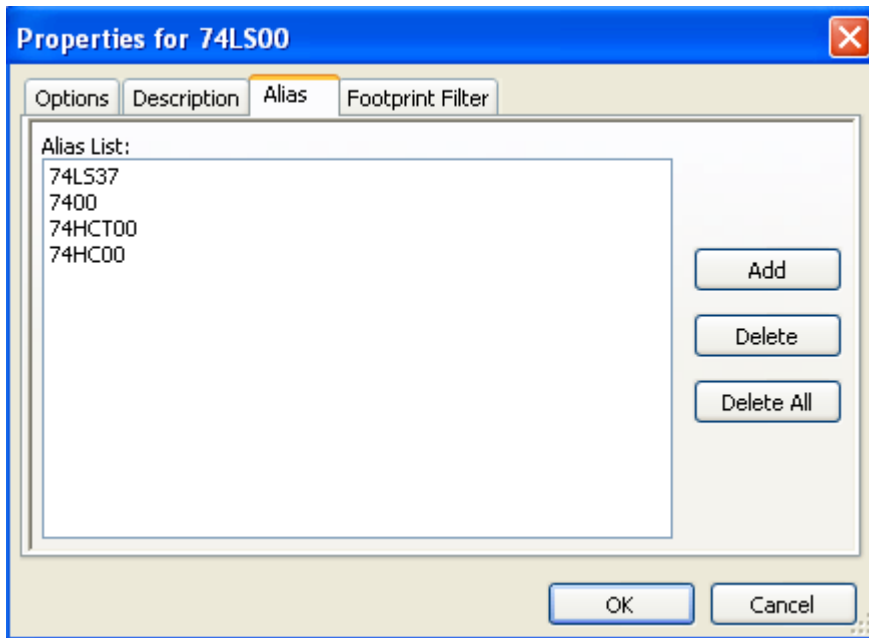 Properties for 74LS00
Options Description Alias Footprint Filter
Alias List:
74LS37
7400
74HCT00
74HC00
Add
Delete
Delete All
OK Cancel